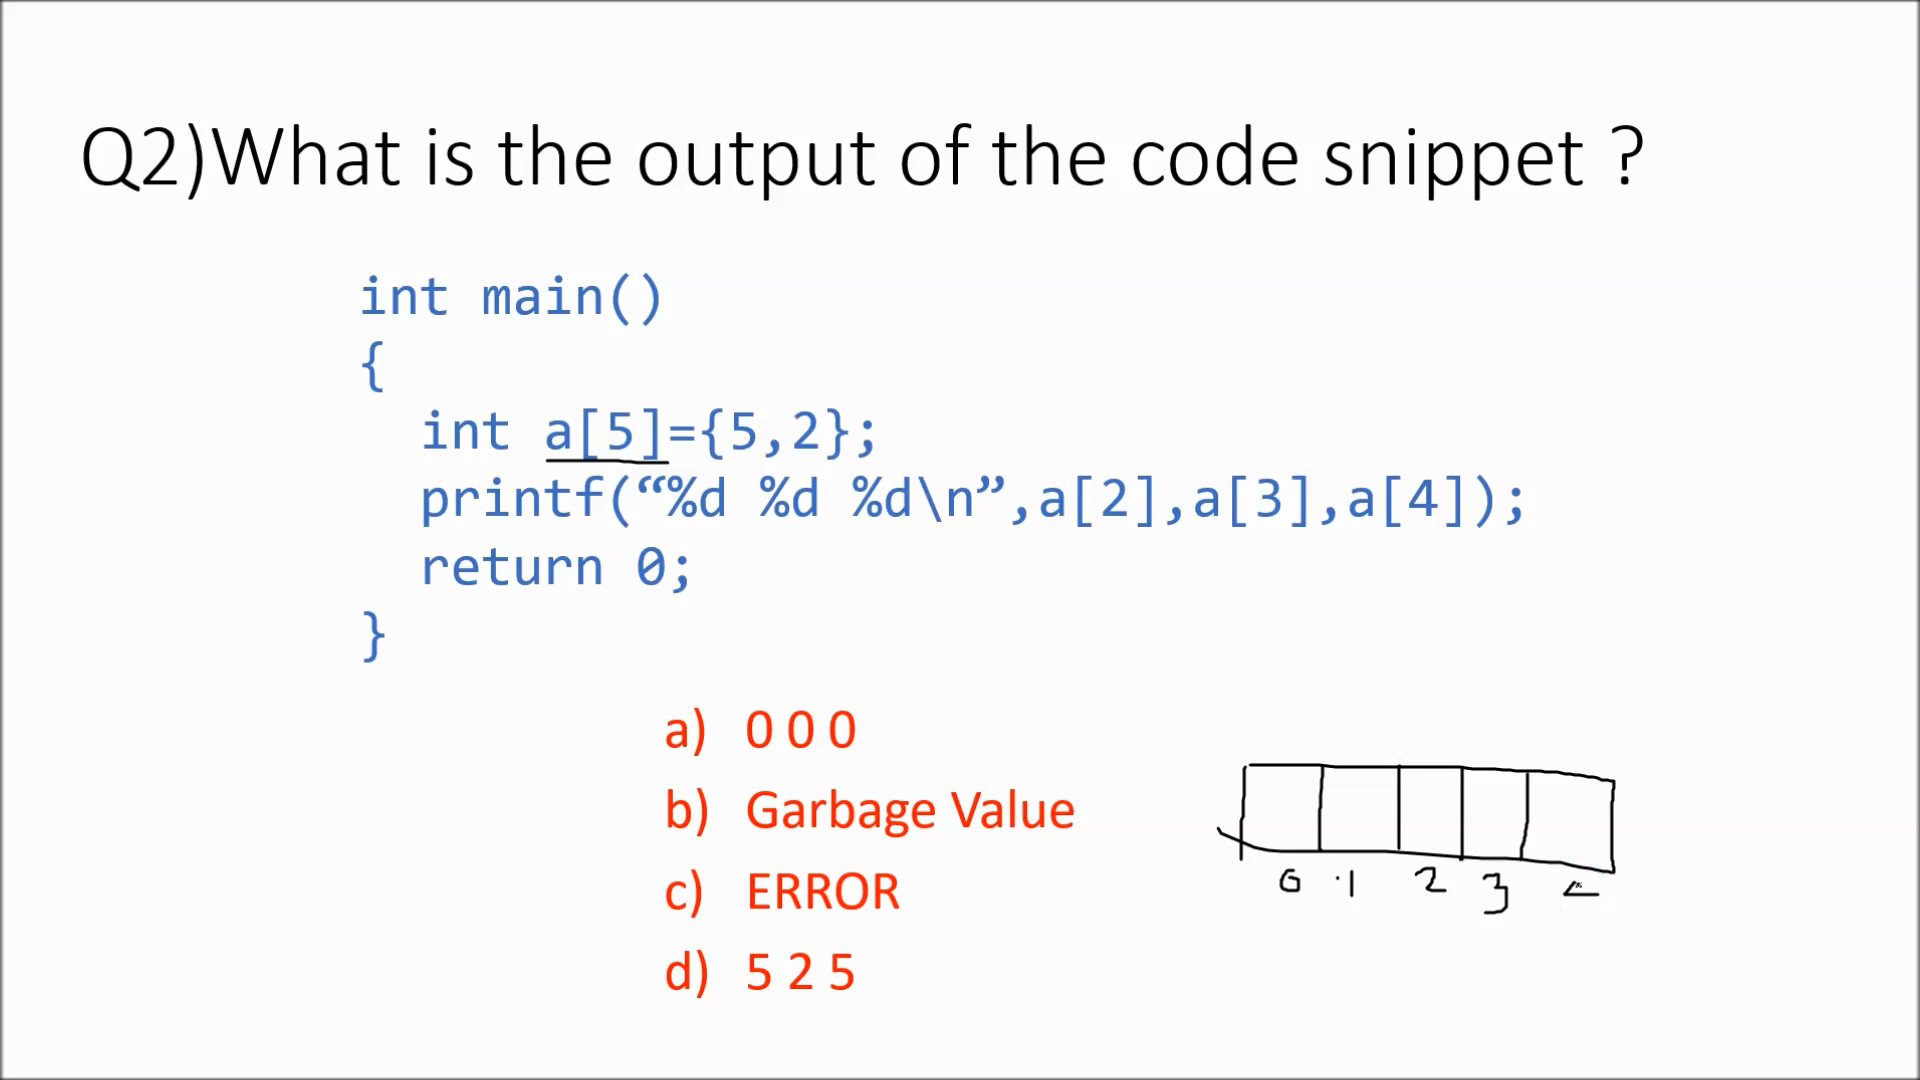 Q2)What is the output of the code snippet ?
int main()
{
int a[5]={5,2};
printf(“%d %d %d\n”,a[2],a[3],a[4]);
return 0;
}
a) 0 0 0
b) Garbage Value
c) ERROR
d) 5 2 5
0 1 2 3